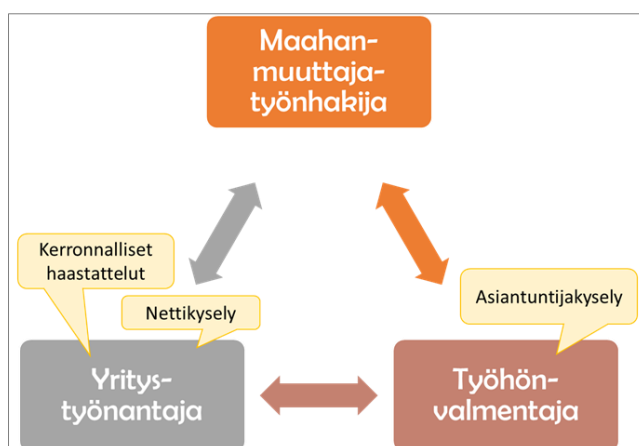 Maahan-
muuttaja-
työnhakija
Kerronnalliset
haastattelut
Nettikysely
Asiantuntijakysely
Yritys-
työnantaja
Työhön-
valmentaja